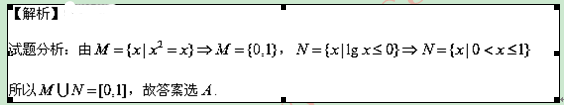 【解析】
试题分析：由 M = {x | x² = x} ⇒ M = {0,1}， N = {x | lg x ≤ 0} ⇒ N = {x | 0 < x ≤ 1}
所以 M ⋃ N = [0,1]，故答案选 A．